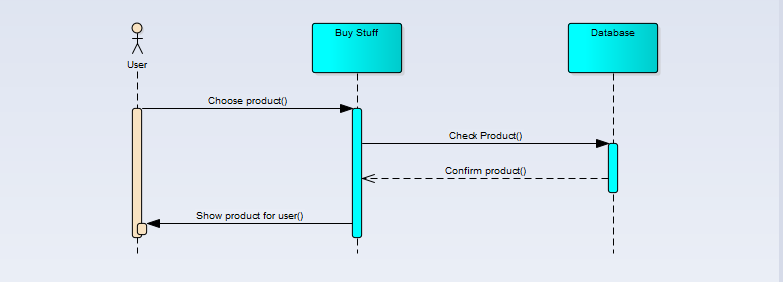 Buy Stuff
Database
User
Choose product()
Check Product()
Confirm product()
Show product for user()